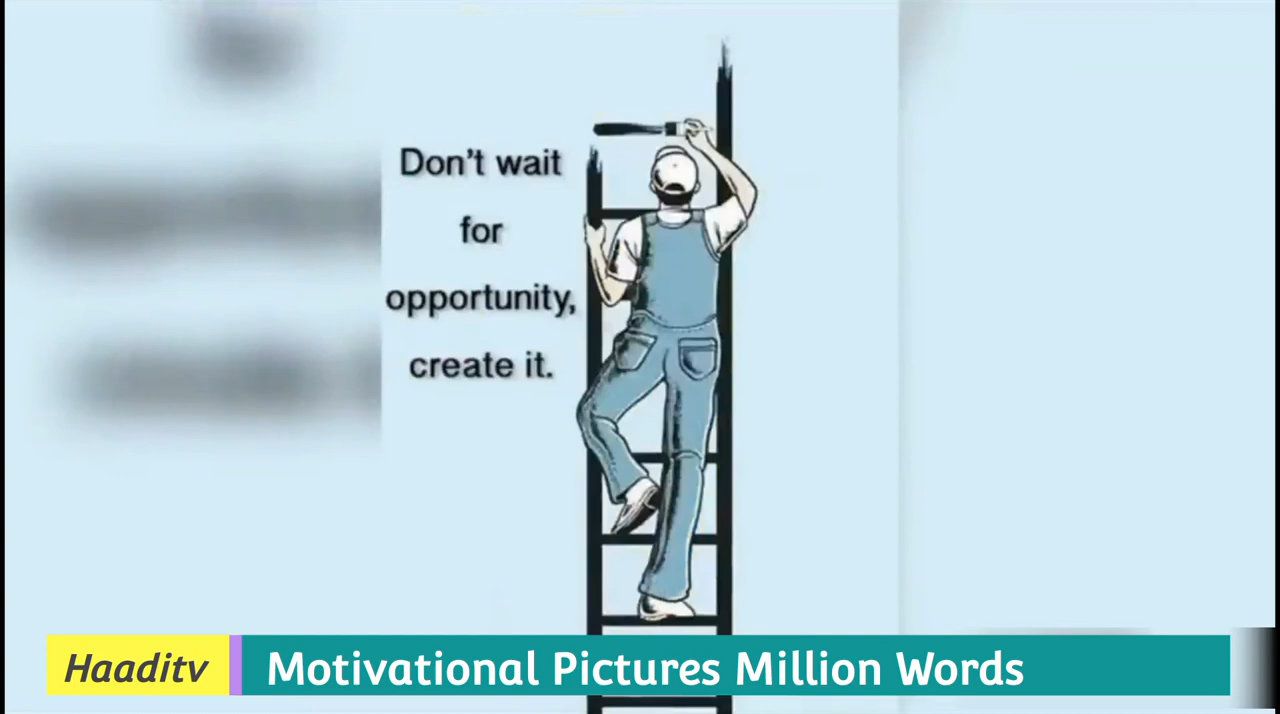 Don't wait
for
opportunity,
create it.
Haaditv
Motivational Pictures Million Words